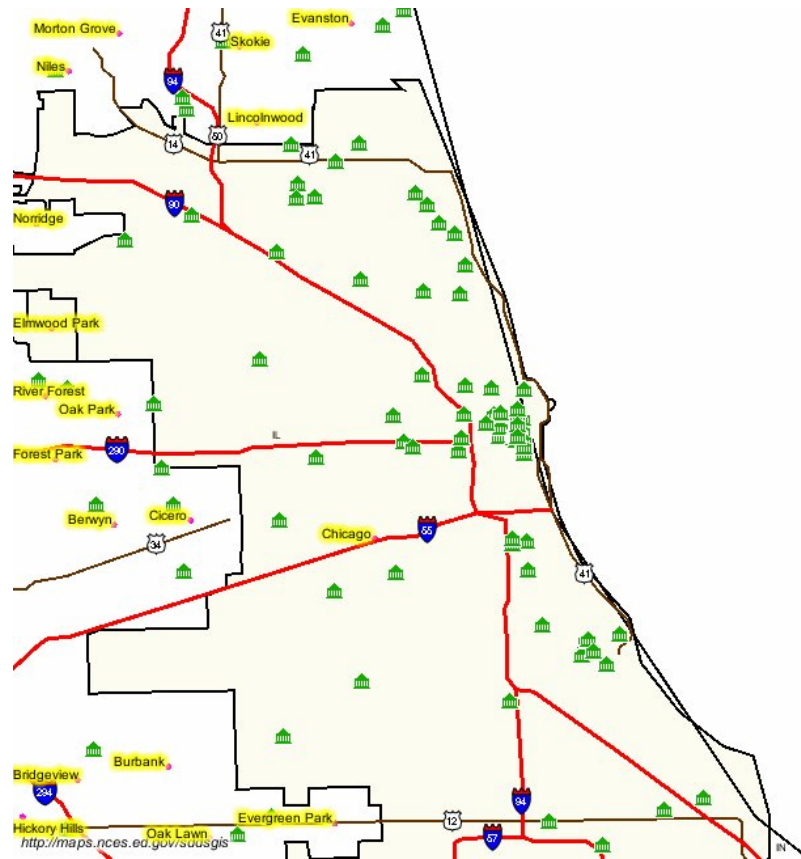 Evanston
Morton Grove
41
Skokie
Niles
94
Lincolnwood
50
14
41
90
Norridge
Elmwood Park
River Forest
Oak Park
IL
290
Forest Park
Berwyn
Cicero
Chicago
55
34
41
Burbank
Bridgeview
294
94
Evergreen Park
12
Hickory Hills
Oak Lawn
57
http://maps.nces.ed.gov/sddsgis
IN